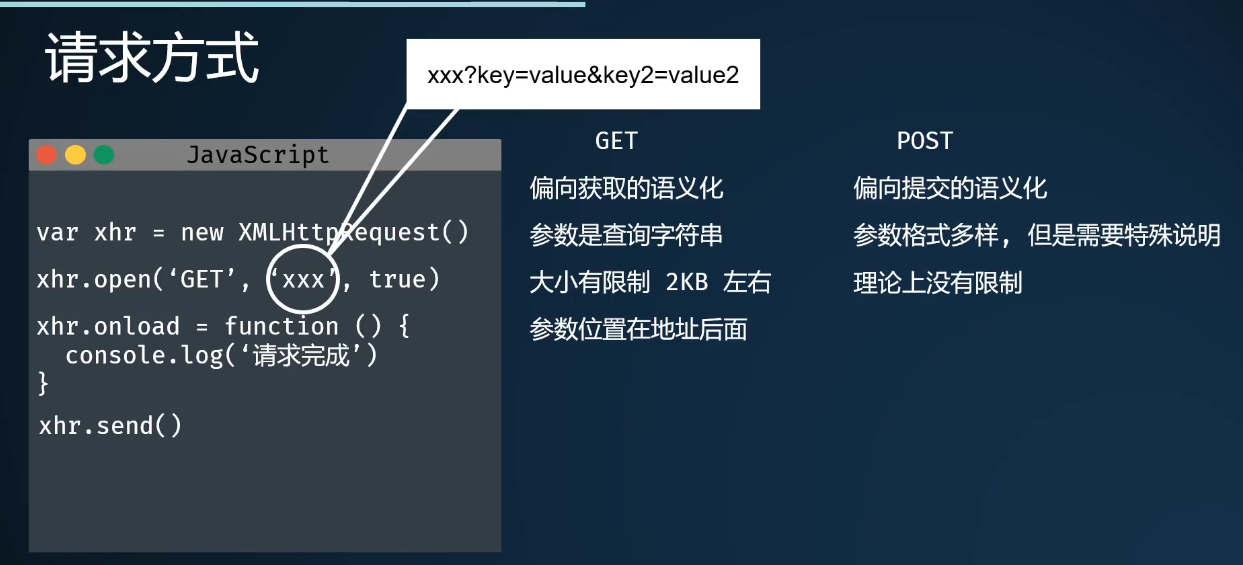 请求方式
xxx?key=value&key2=value2
JavaScript
var xhr = new XMLHttpRequest()
xhr.open(‘GET’, ‘xxx’, true)
xhr.onload = function () {
console.log(‘请求完成’)
}
xhr.send()
GET
偏向获取的语义化
参数是查询字符串
大小有限制 2KB 左右
参数位置在地址后面
POST
偏向提交的语义化
参数格式多样, 但是需要特殊说明
理论上没有限制